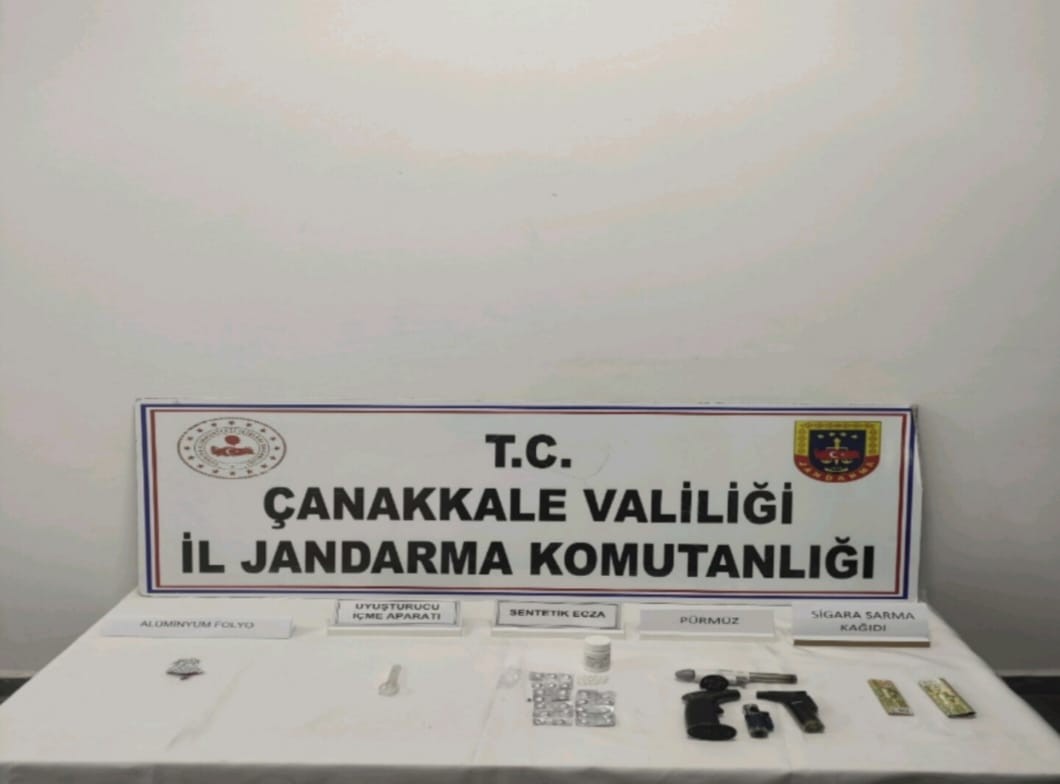 T.C.
ÇANAKKALE VALİLİĞİ
İL JANDARMA KOMUTANLIĞI
JANDARMA
ALÜMİNYUM FOLYO
UYUŞTURUCU
İÇME APARATI
SENTETİK ECZA
PÜRMÜZ
SİGARA SARMA
KAĞIDI